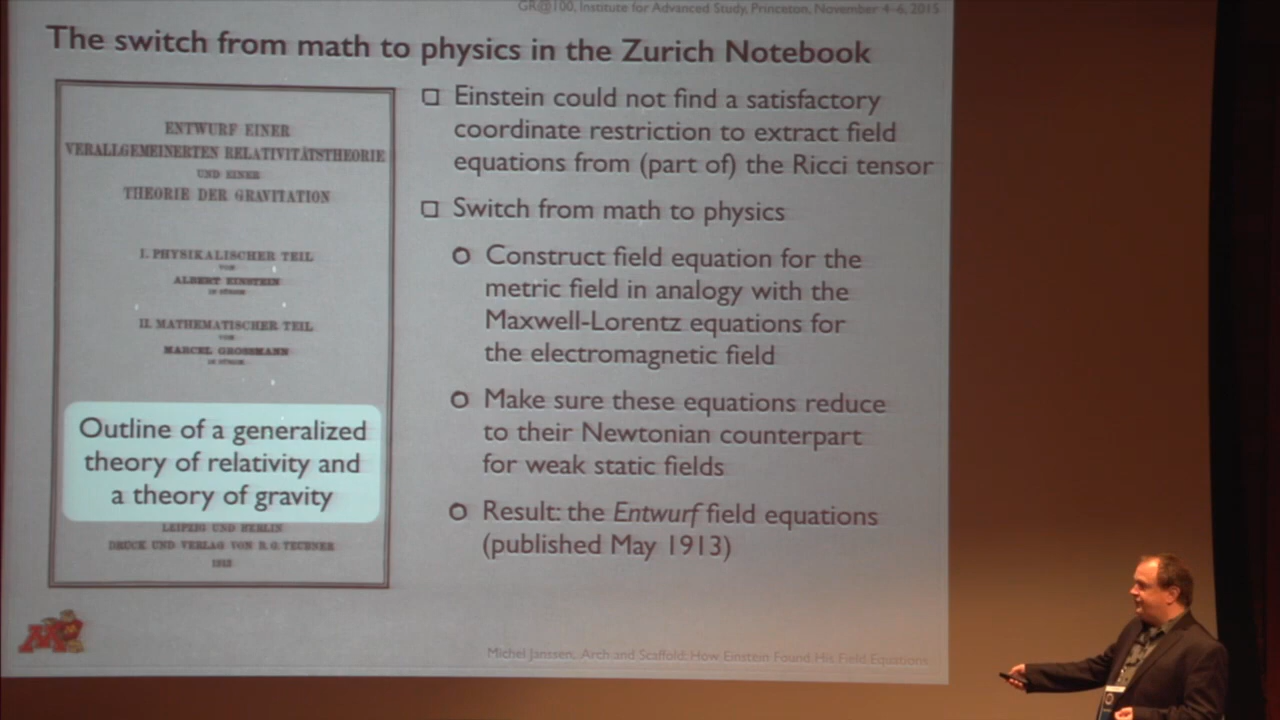 GR@100, Institute for Advanced Study, Princeton, November 4-6, 2015
The switch from math to physics in the Zurich Notebook
ENTWURF EINER
VERALLGEMEINERTEN RELATIVITÄTSTHEORIE
UND EINER
THEORIE DER GRAVITATION
I. PHYSIKALISCHER TEIL
VON
ALBERT EINSTEIN
IN ZÜRICH
II. MATHEMATISCHER TEIL
VON
MARCEL GROSSMANN
IN ZÜRICH
Outline of a generalized
theory of relativity and
a theory of gravity
LEIPZIG UND BERLIN
DRUCK UND VERLAG VON B. G. TEUBNER
1913
□ Einstein could not find a satisfactory
coordinate restriction to extract field
equations from (part of) the Ricci tensor
□ Switch from math to physics
○ Construct field equation for the
metric field in analogy with the
Maxwell-Lorentz equations for
the electromagnetic field
○ Make sure these equations reduce
to their Newtonian counterpart
for weak static fields
○ Result: the Entwurf field equations
(published May 1913)
M
Michel Janssen, Arch and Scaffold: How Einstein Found His Field Equations